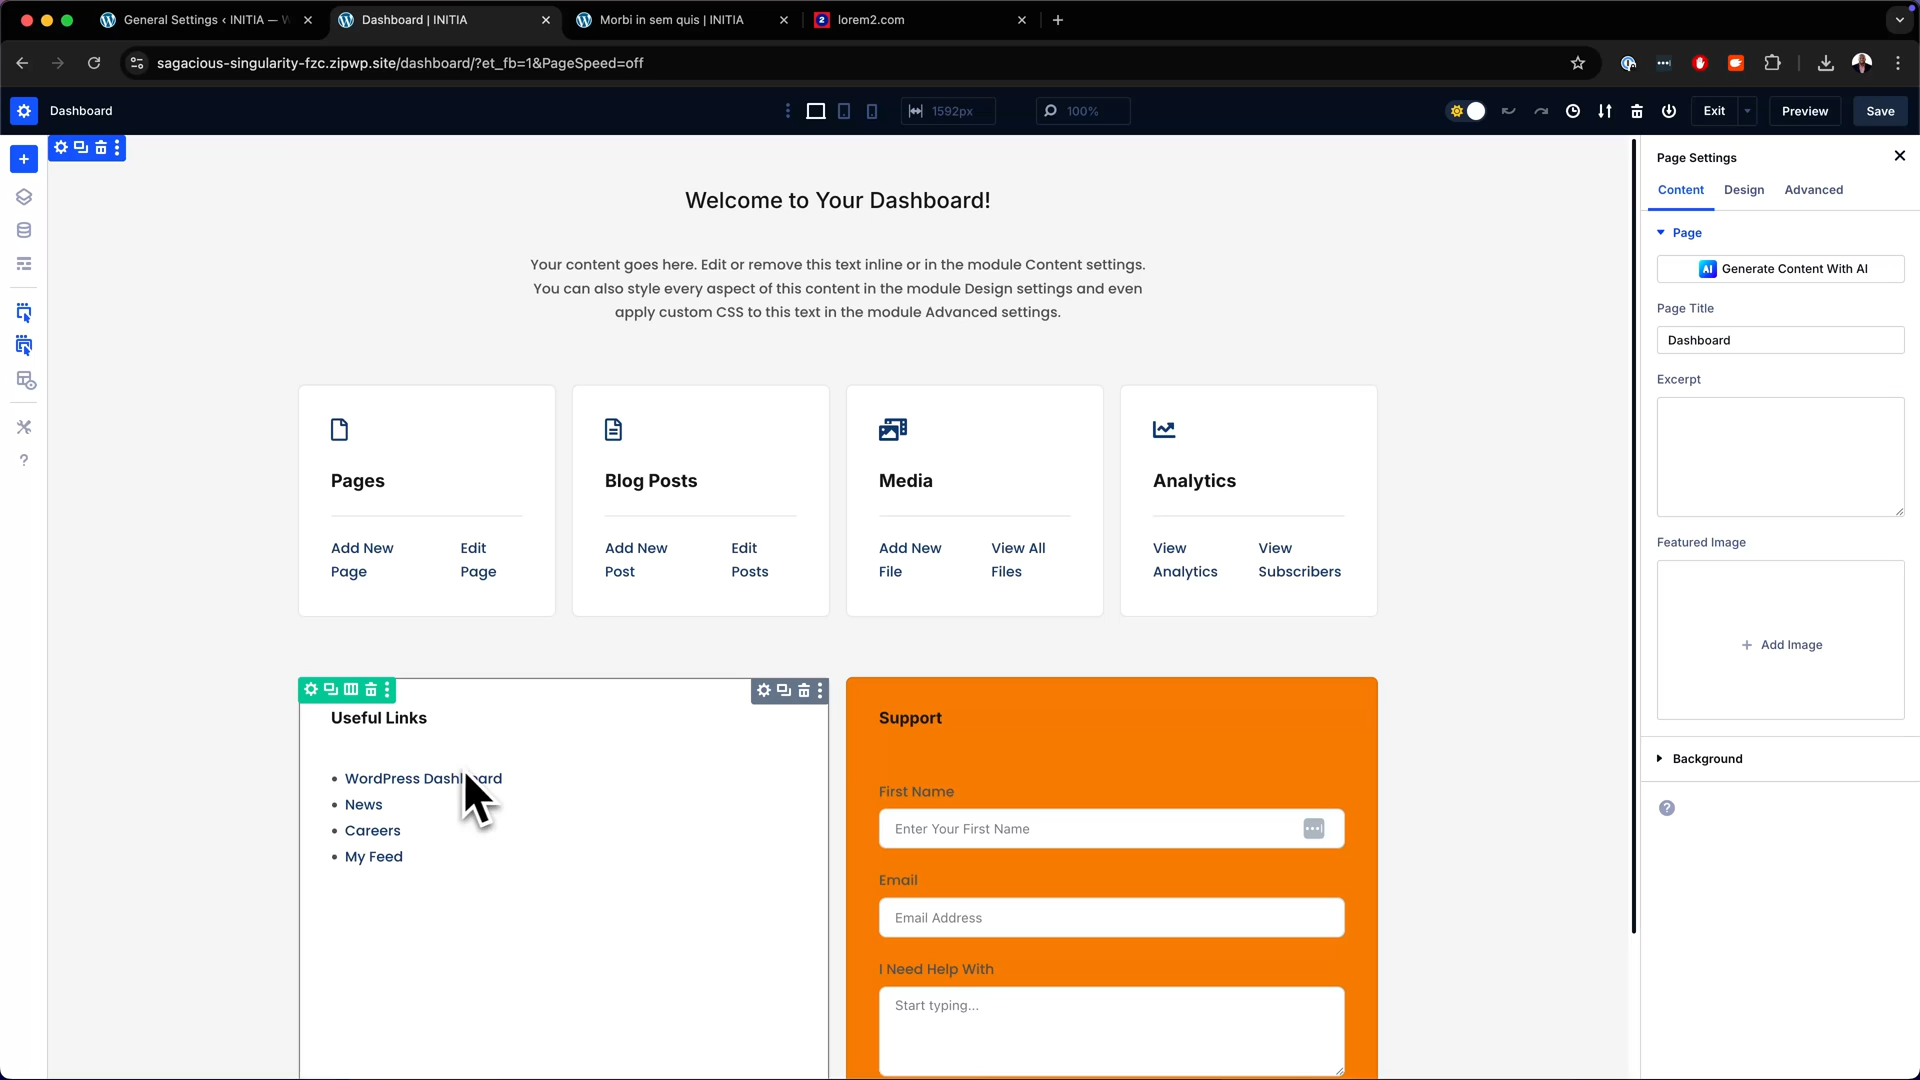 General Settings ‹ INITIA — W
Dashboard | INITIA
Morbi in sem quis | INITIA
2
lorem2.com
sagacious-singularity-fzc.zipwp.site/dashboard/?et_fb=1&PageSpeed=off
Dashboard
1592px
100%
Exit
Preview
Save
Page Settings
Content
Design
Advanced
Page
AI Generate Content With AI
Page Title
Dashboard
Excerpt
Featured Image
+ Add Image
Background
Welcome to Your Dashboard!
Your content goes here. Edit or remove this text inline or in the module Content settings.
You can also style every aspect of this content in the module Design settings and even
apply custom CSS to this text in the module Advanced settings.
Pages
Add New
Page
Edit
Page
Blog Posts
Add New
Post
Edit
Posts
Media
Add New
File
View All
Files
Analytics
View
Analytics
View
Subscribers
Useful Links
• WordPress Dashboard
• News
• Careers
• My Feed
Support
First Name
Enter Your First Name
Email
Email Address
I Need Help With
Start typing...